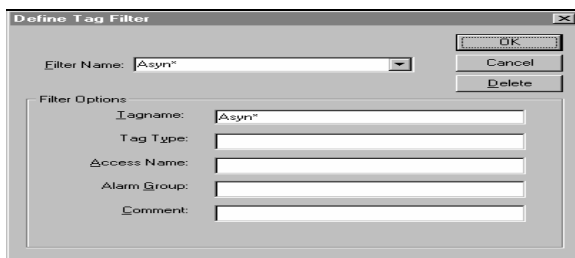 Define Tag Filter
OK
Filter Name: Asyn*
Cancel
Delete
Filter Options
Tagname: Asyn*
Tag Type:
Access Name:
Alarm Group:
Comment: